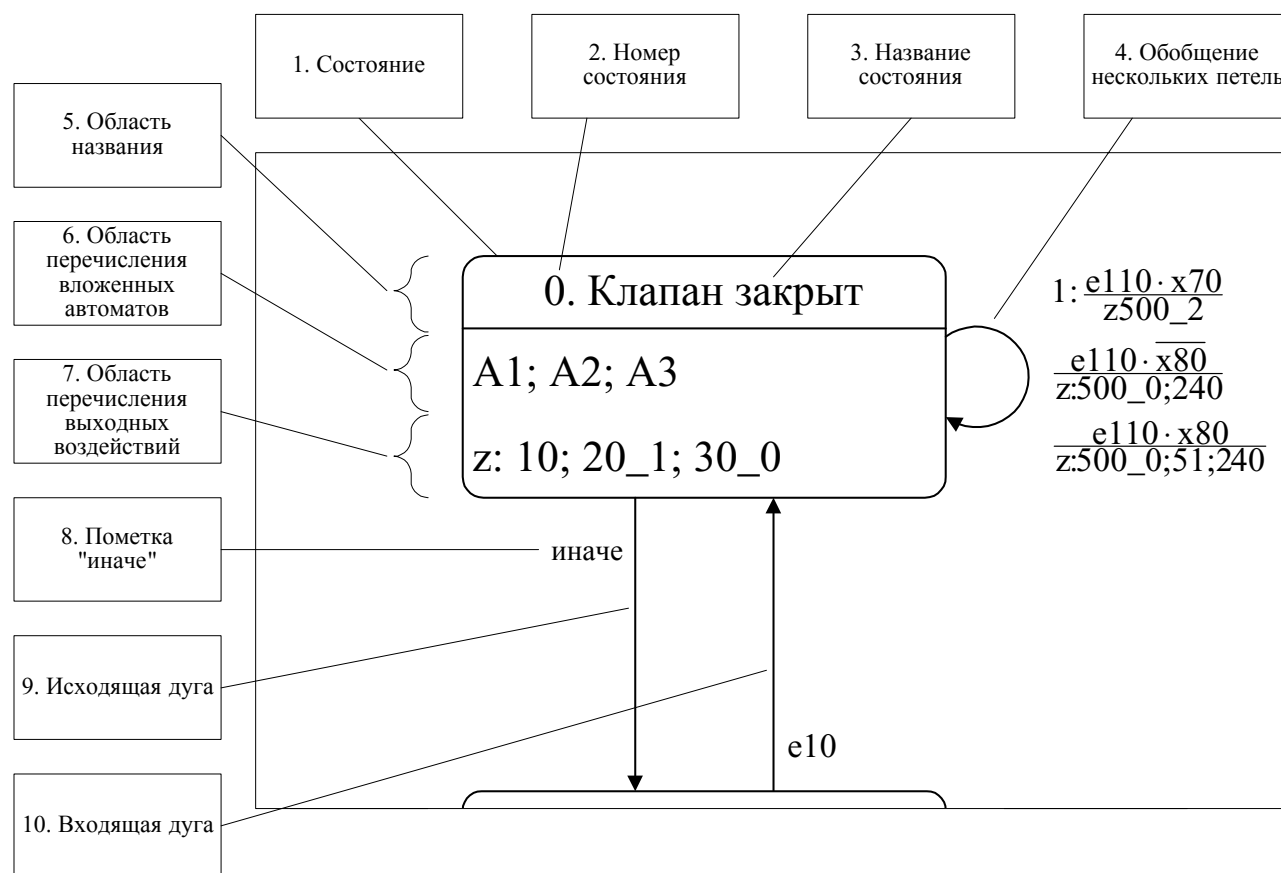 1. Состояние
2. Номер
состояния
3. Название
состояния
4. Обобщение
нескольких петель
5. Область
названия
6. Область
перечисления
вложенных
автоматов
7. Область
перечисления
выходных
воздействий
8. Пометка
"иначе"
9. Исходящая дуга
10. Входящая дуга
0. Клапан закрыт
A1; A2; A3
z: 10; 20_1; 30_0
1: e110 · x70
z500_2
e110 · x̅8̅0̅
z:500_0;240
e110 · x80
z:500_0;51;240
иначе
e10